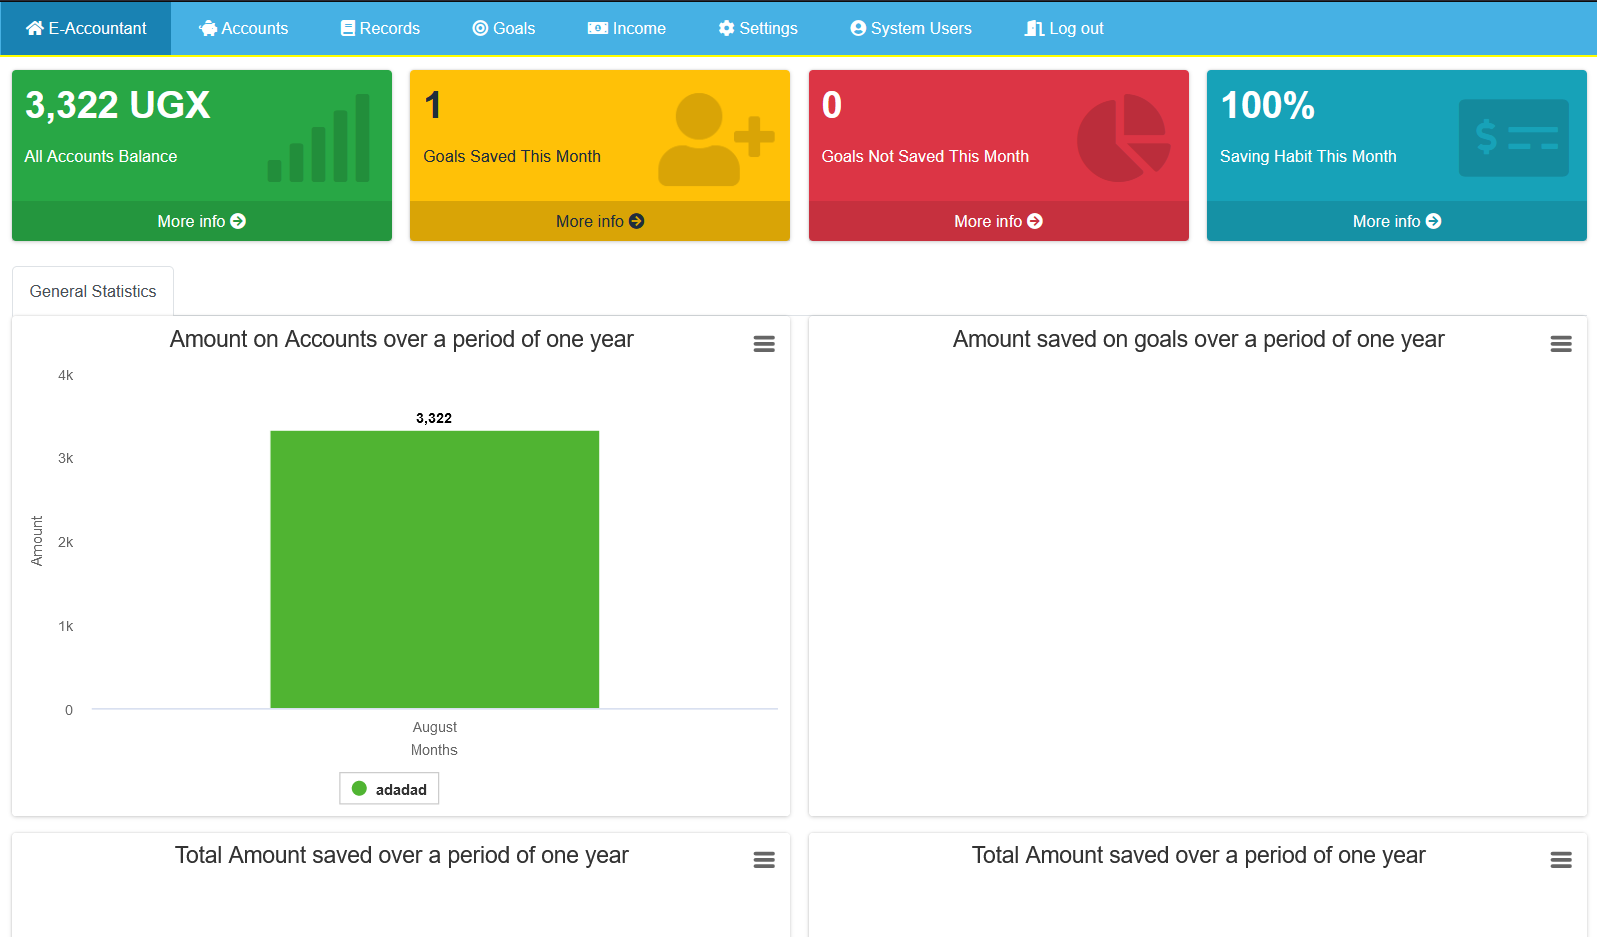 E-Accountant Accounts Records Goals Income Settings System Users Log out
3,322 UGX
All Accounts Balance
More info
1
Goals Saved This Month
More info
0
Goals Not Saved This Month
More info
100%
Saving Habit This Month
More info
General Statistics
Amount on Accounts over a period of one year
4k
3k
2k
1k
0
Amount
3,322
August
Months
adadad
Amount saved on goals over a period of one year
Total Amount saved over a period of one year
Total Amount saved over a period of one year